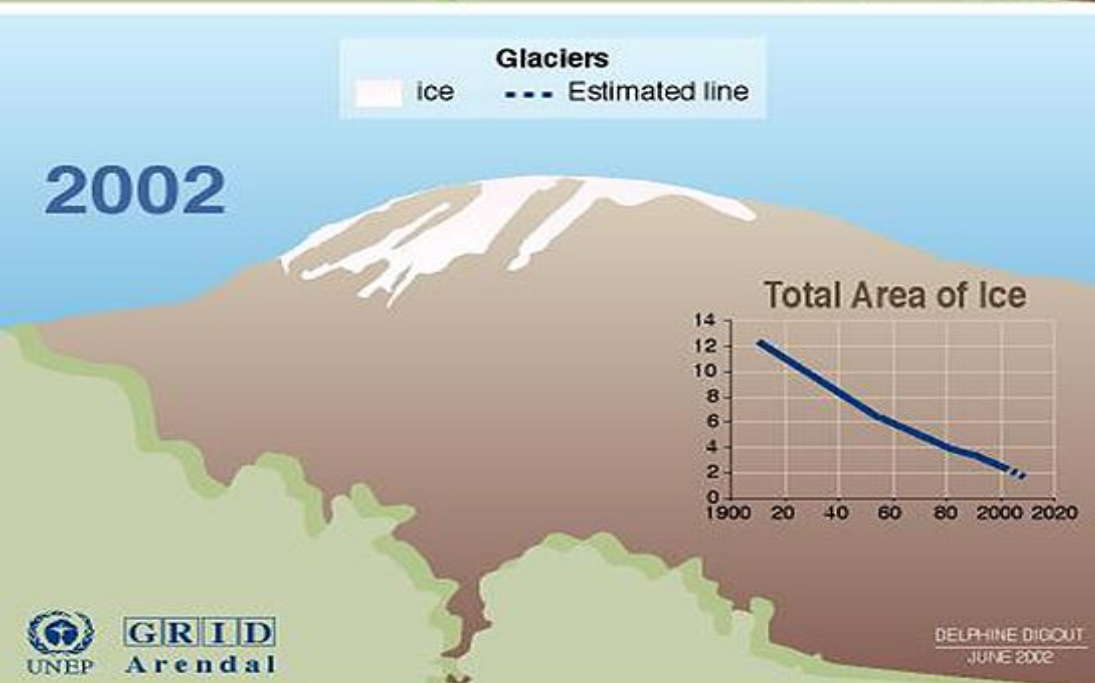 Glaciers
ice Estimated line
2002
Total Area of Ice
14
12
10
8
6
4
2
0
1900 20 40 60 80 2000 2020
UNEP
GRID
Arendal
DELPHINE DIGOUT
JUNE 2002